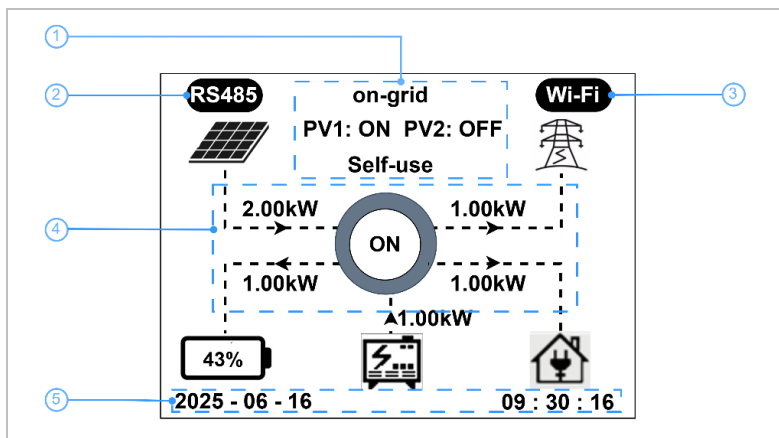 1
2
RS485
on-grid
Wi-Fi
3
PV1: ON PV2: OFF
Self-use
4
2.00kW
1.00kW
ON
1.00kW
1.00kW
1.00kW
43%
5
2025 - 06 - 16
09 : 30 : 16